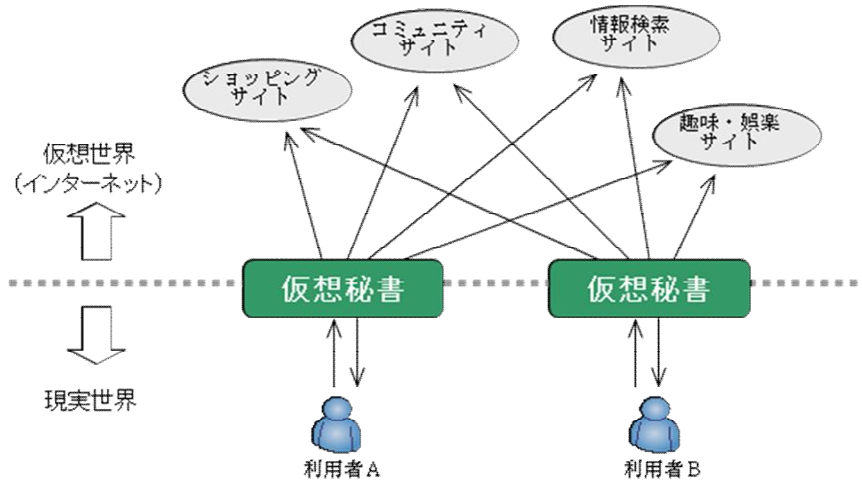 コミュニティ
サイト
情報検索
サイト
ショッピング
サイト
趣味・娯楽
サイト
仮想世界
(インターネット)
仮想秘書
仮想秘書
現実世界
利用者A
利用者B